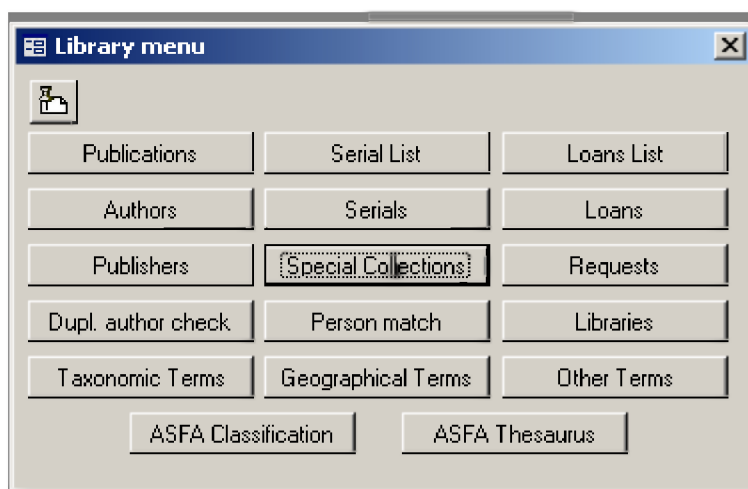 Library menu
Publications Serial List Loans List
Authors Serials Loans
Publishers Special Collections Requests
Dupl. author check Person match Libraries
Taxonomic Terms Geographical Terms Other Terms
ASFA Classification ASFA Thesaurus